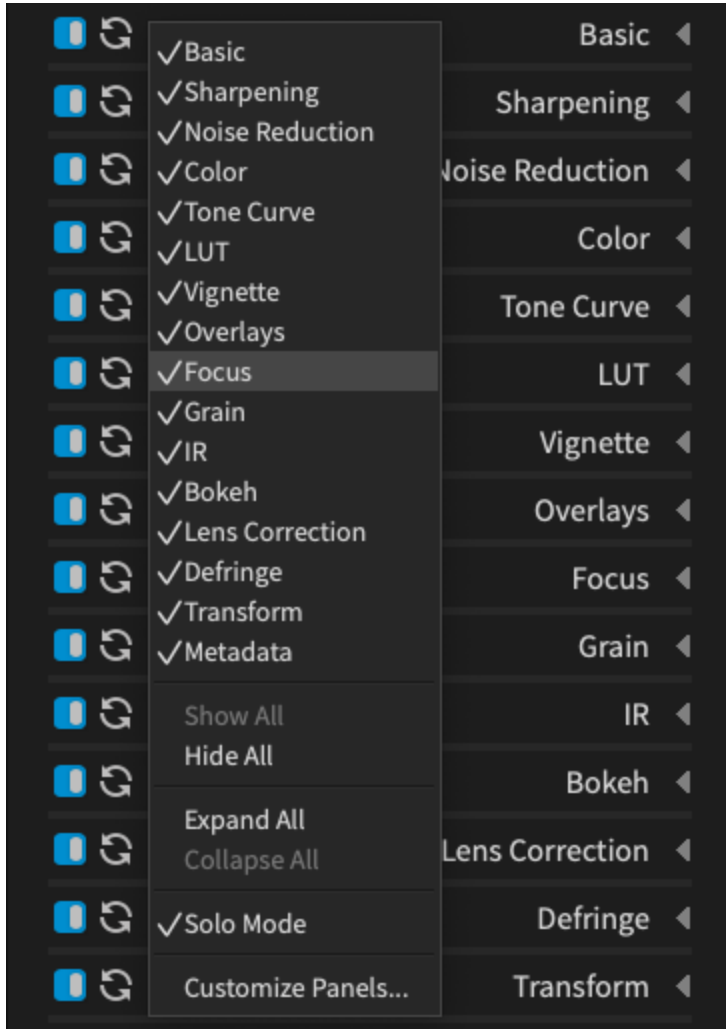 Basic
Sharpening
Noise Reduction
Color
Tone Curve
LUT
Vignette
Overlays
Focus
Grain
IR
Bokeh
Lens Correction
Defringe
Transform
Metadata
Show All
Hide All
Expand All
Collapse All
Solo Mode
Customize Panels...
Basic
Sharpening
Noise Reduction
Color
Tone Curve
LUT
Vignette
Overlays
Focus
Grain
IR
Bokeh
Lens Correction
Defringe
Transform